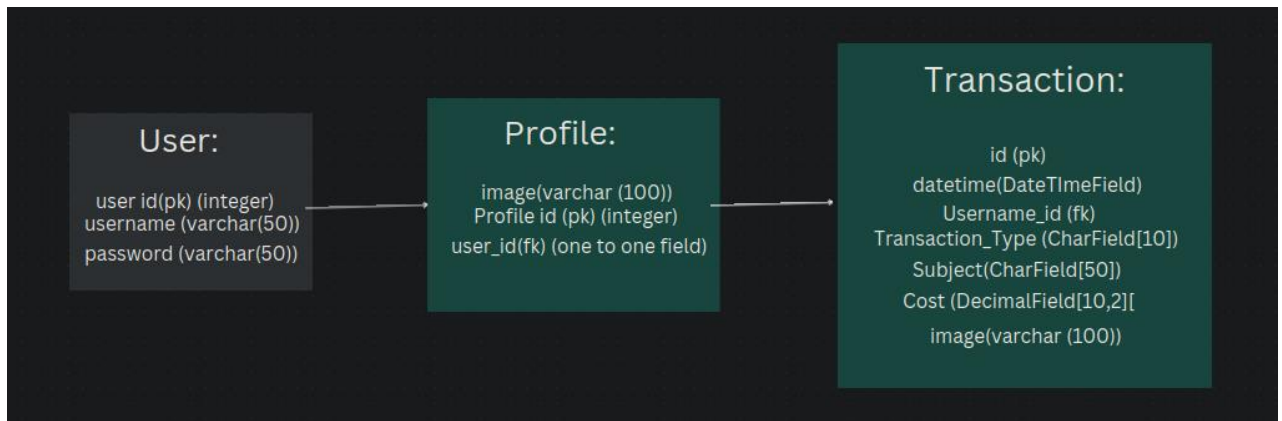 User:
user id(pk) (integer)
username (varchar(50))
password (varchar(50))
Profile:
image(varchar (100))
Profile id (pk) (integer)
user_id(fk) (one to one field)
Transaction:
id (pk)
datetime(DateTImeField)
Username_id (fk)
Transaction_Type (CharField[10])
Subject(CharField[50])
Cost (DecimalField[10,2][
image(varchar (100))